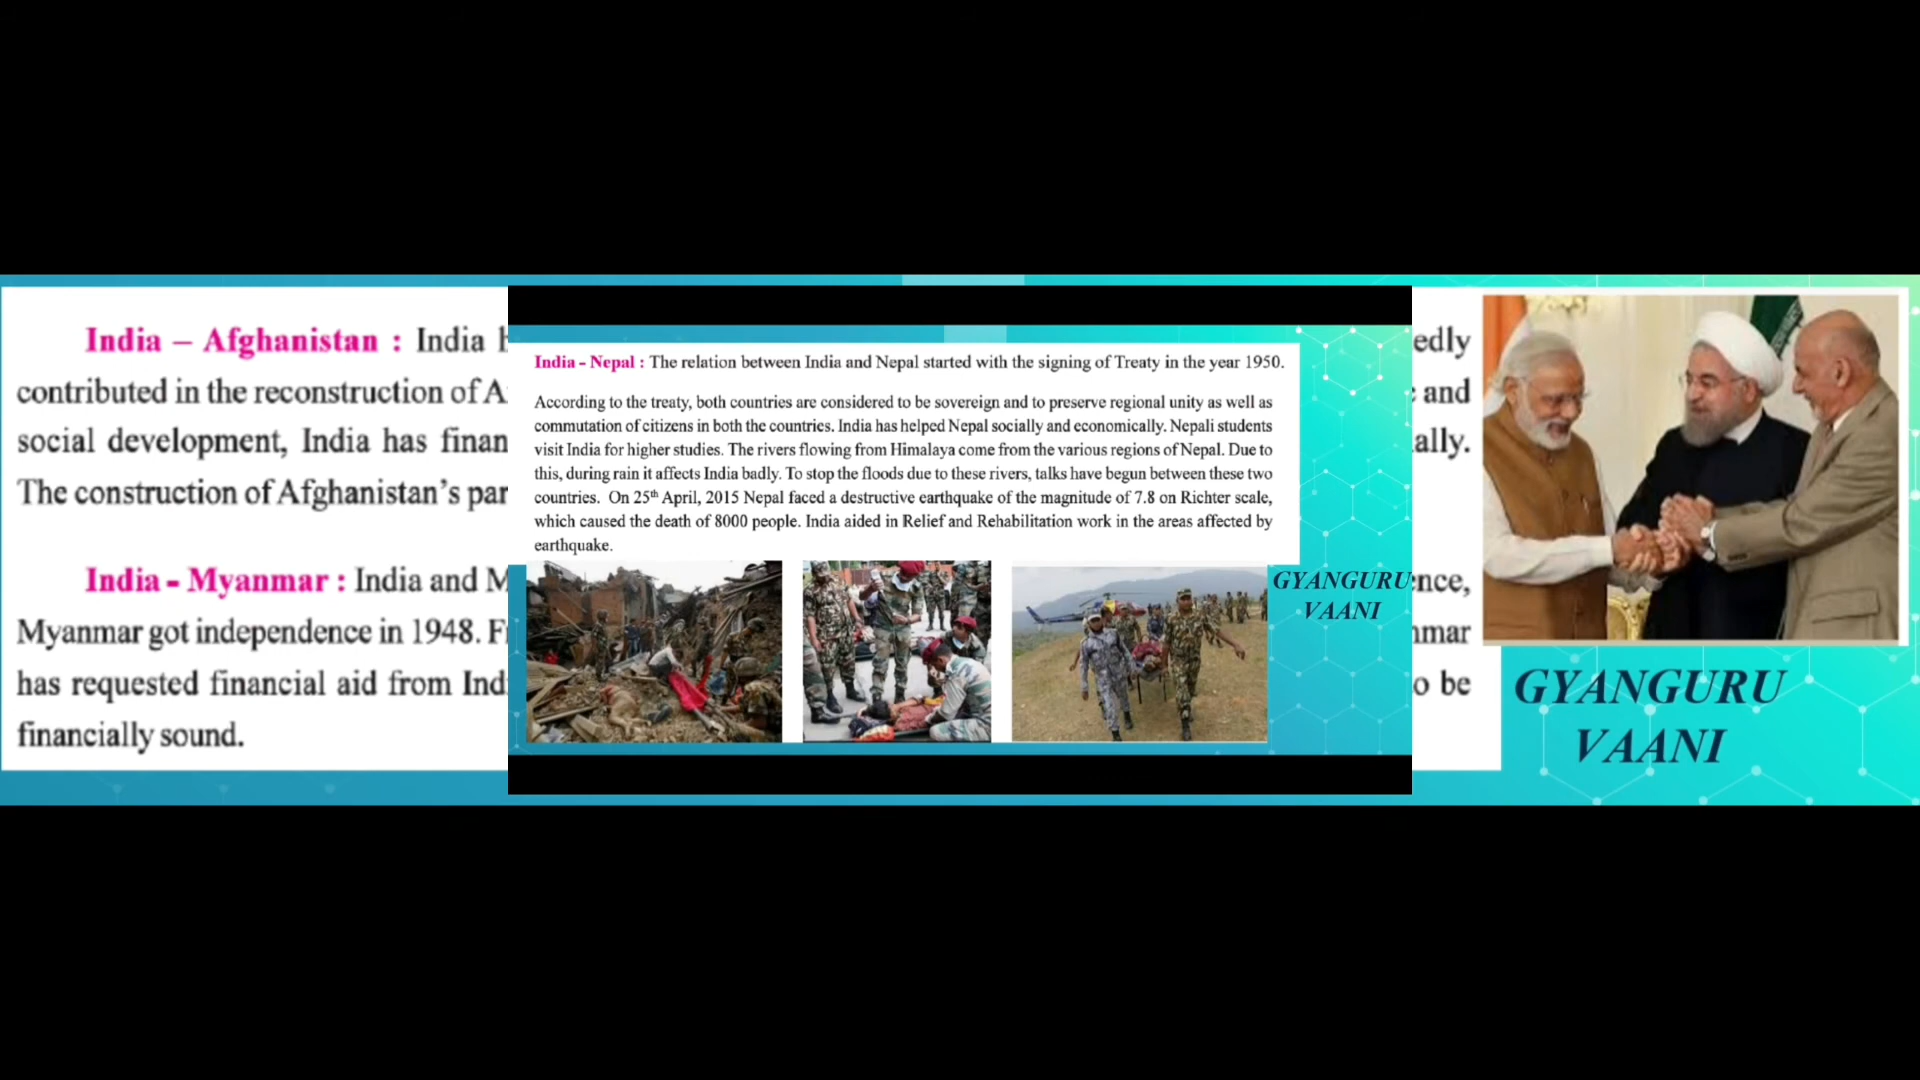 India – Afghanistan : India
contributed in the reconstruction of
social development, India has
The construction of Afghanistan's
India - Myanmar : India and
Myanmar got independence in 1948.
has requested financial aid from
financially sound.
India - Nepal : The relation between India and Nepal started with the signing of Treaty in the year 1950.
According to the treaty, both countries are considered to be sovereign and to preserve regional unity as well as
commutation of citizens in both the countries. India has helped Nepal socially and economically. Nepali students
visit India for higher studies. The rivers flowing from Himalaya come from the various regions of Nepal. Due to
this, during rain it affects India badly. To stop the floods due to these rivers, talks have begun between these two
countries. On 25th April, 2015 Nepal faced a destructive earthquake of the magnitude of 7.8 on Richter scale,
which caused the death of 8000 people. India aided in Relief and Rehabilitation work in the areas affected by
earthquake.
GYANGURU
VAANI
and
be
GYANGURU
VAANI